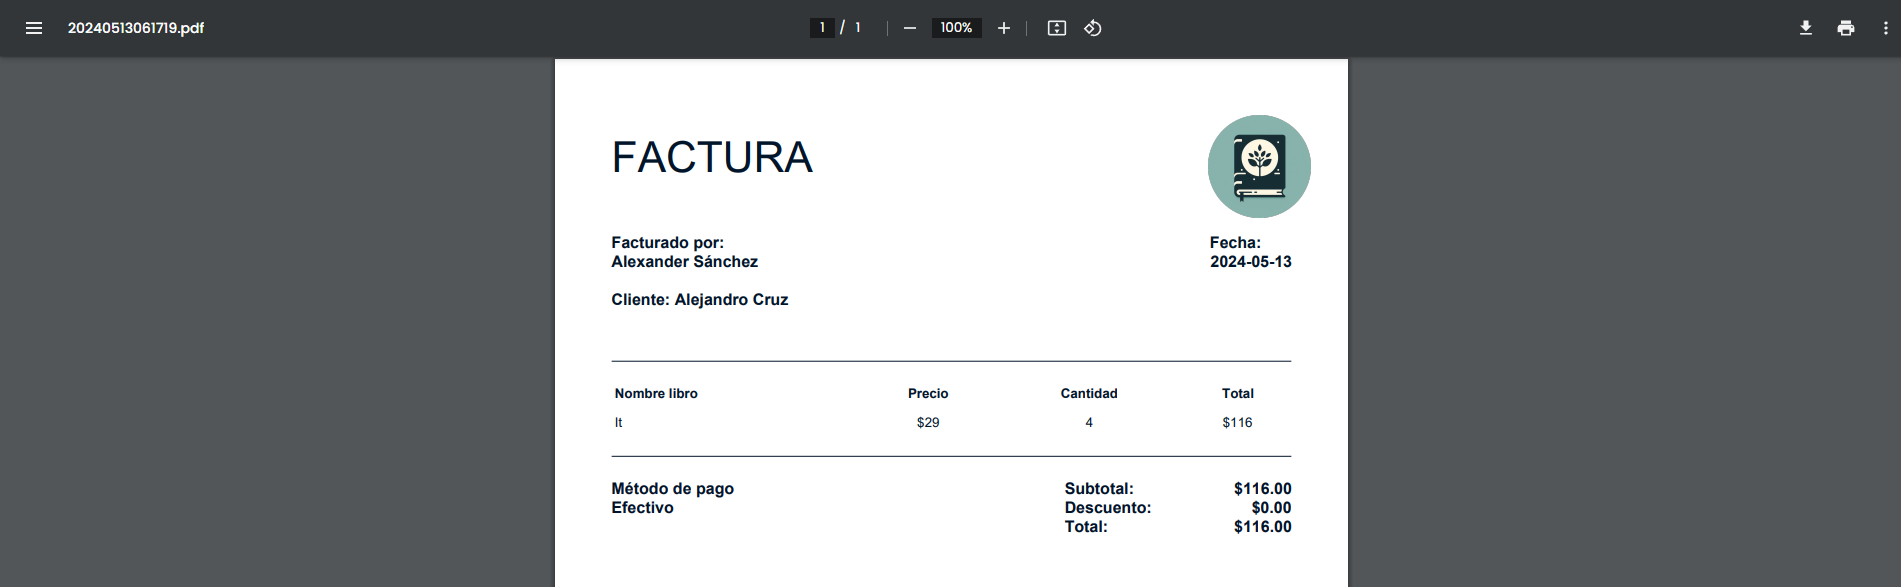 20240513061719.pdf
1 / 1
100%
FACTURA
Facturado por:
Alexander Sánchez
Fecha:
2024-05-13
Cliente: Alejandro Cruz
Nombre libro Precio Cantidad Total
It $29 4 $116
Método de pago
Efectivo
Subtotal: $116.00
Descuento: $0.00
Total: $116.00